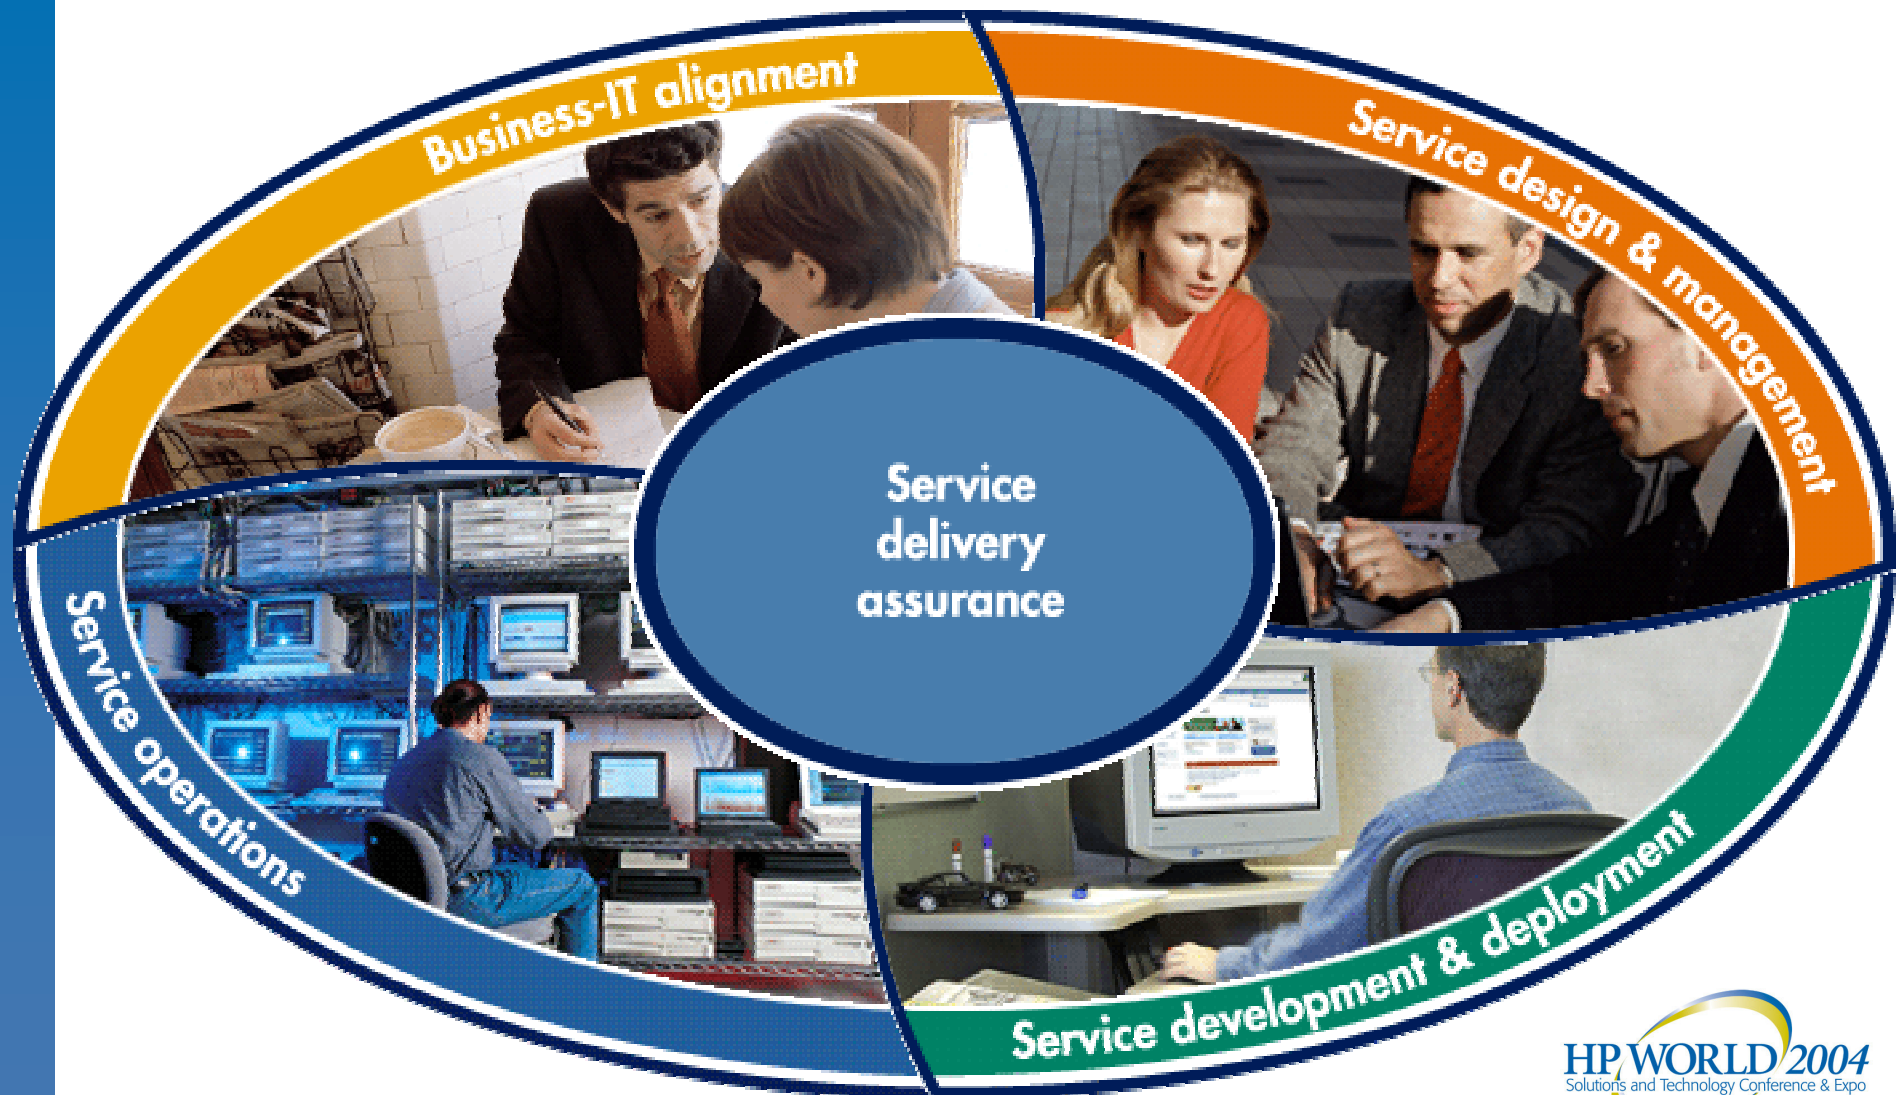 Business-IT alignment
Service design & management
Service
delivery
assurance
Service operations
Service development & deployment
HP WORLD 2004
Solutions and Technology Conference & Expo